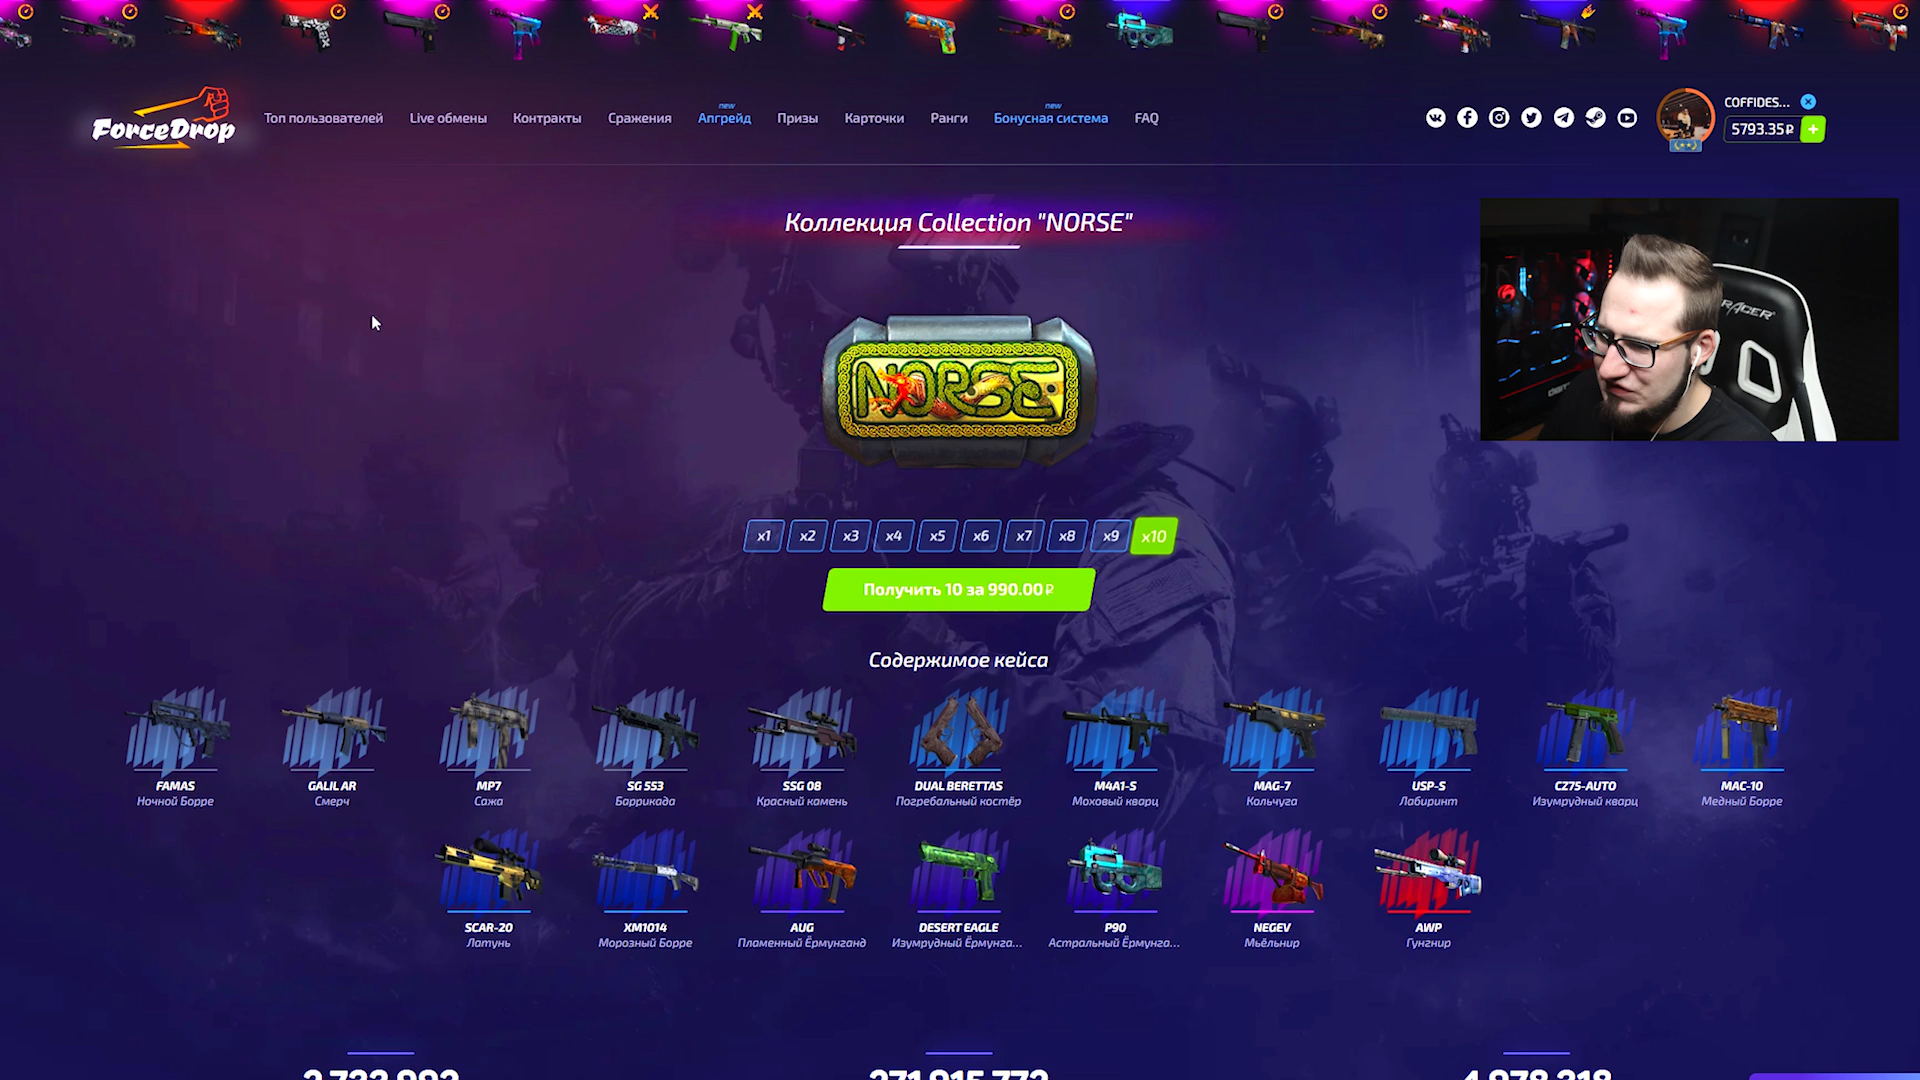 ForceDrop
Топ пользователей
Live обмены
Контракты
Сражения
new
Апгрейд
Призы
Карточки
Ранги
new
Бонусная система
FAQ
COFFIDES...
5793.35₽
+
Коллекция Collection "NORSE"
NORSE
x1 x2 x3 x4 x5 x6 x7 x8 x9 x10
Получить 10 за 990.00₽
Содержимое кейса
FAMAS
Ночной Борре
GALIL AR
Смерч
MP7
Сажа
SG 553
Баррикада
SSG 08
Красный камень
DUAL BERETTAS
Погребальный костёр
M4A1-S
Моховый кварц
MAG-7
Кольчуга
USP-S
Лабиринт
CZ75-AUTO
Изумрудный кварц
MAC-10
Медный Борре
SCAR-20
Латунь
XM1014
Морозный Борре
AUG
Пламенный Ёрмунганд
DESERT EAGLE
Изумрудный Ёрмунга...
P90
Астральный Ёрмунга...
NEGEV
Мьёльнир
AWP
Гунгнир